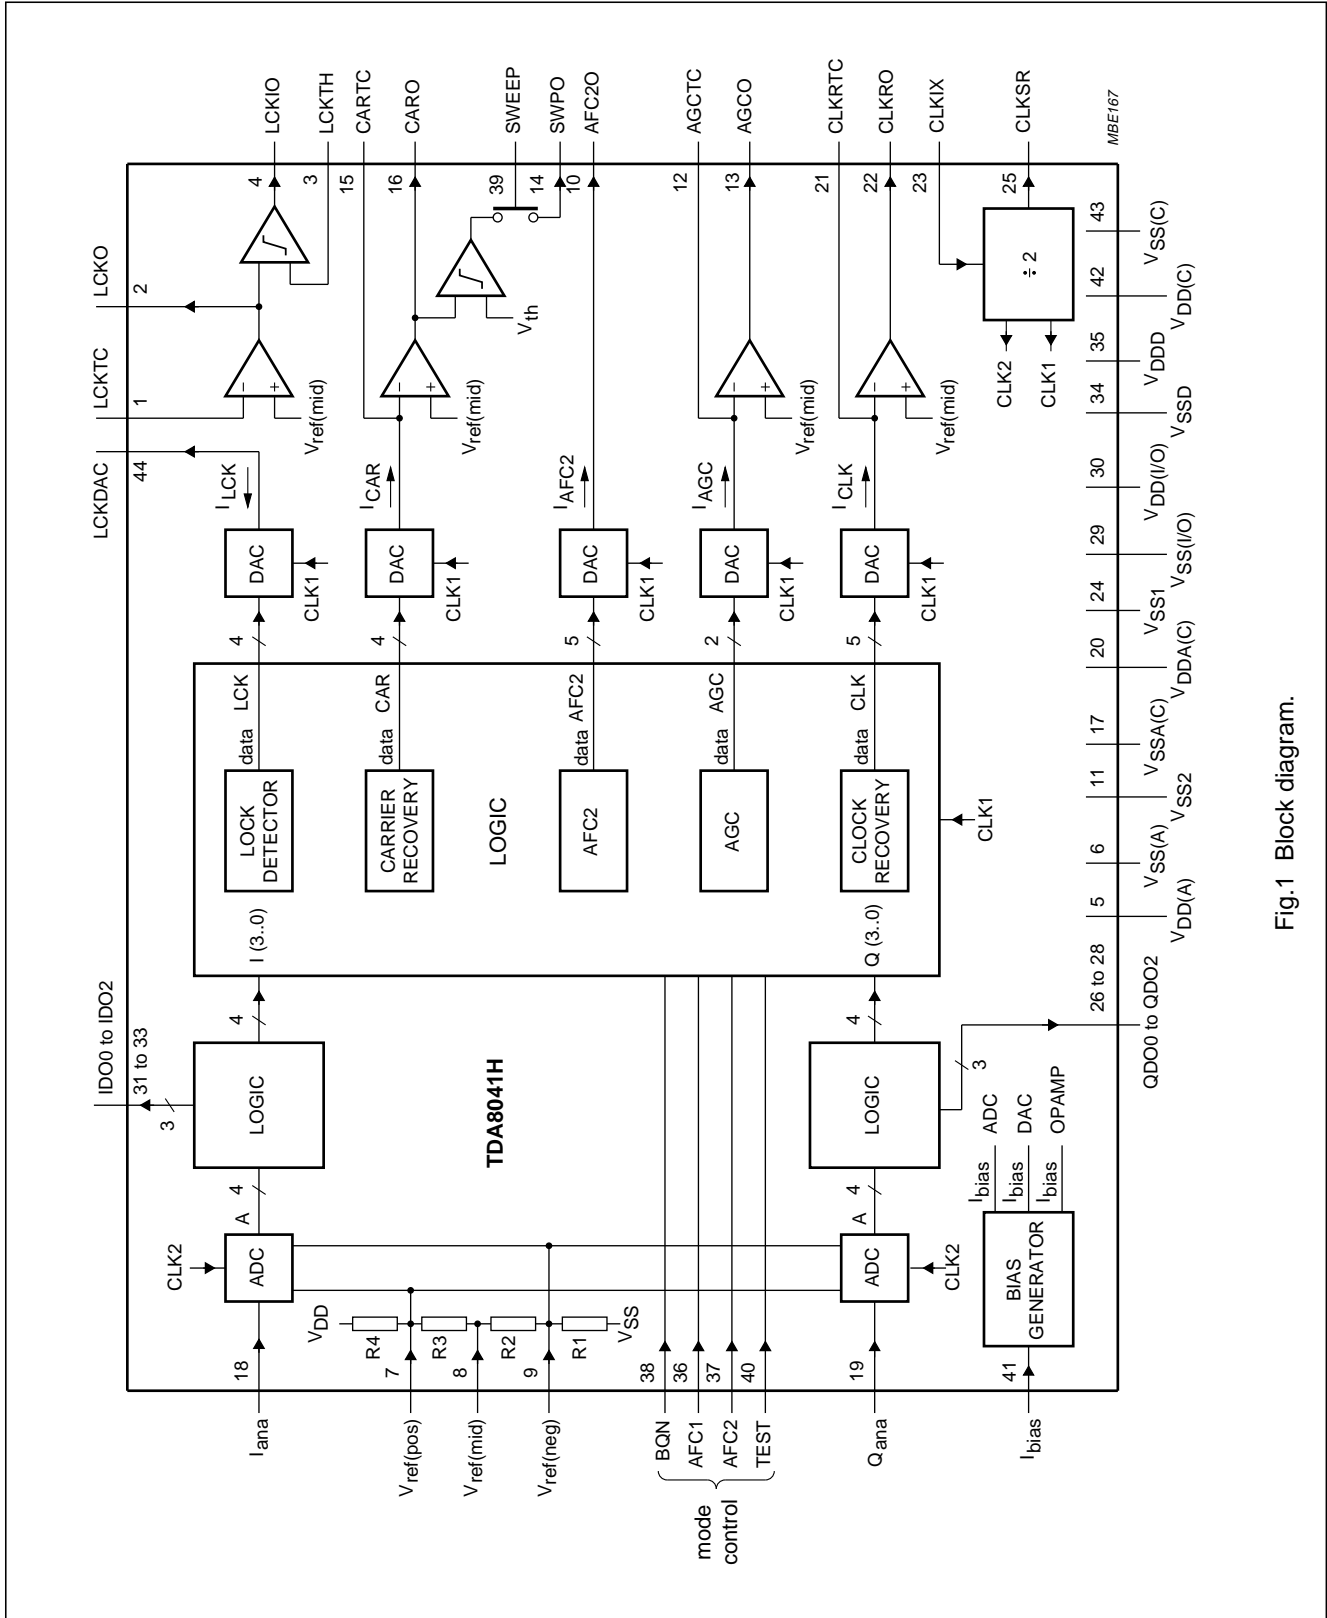 LCKDAC
44
LCKTC
1
LCKO
2
IDO0 to IDO2
31 to 33
3
LCKIO
4
LCKTH
3
CARTC
15
CARO
16
SWEEP
39
SWPO
14
AFC2O
10
AGCTC
12
AGCO
13
CLKRTC
21
CLKRO
22
CLKIX
23
CLKSR
25
MBE167
Iana
18
CLK2
ADC
A
4
LOGIC
4
I (3..0)
LOCK
DETECTOR
data
LCK
4
DAC
CLK1
ILCK
Vref(mid)
−
+
CARRIER
RECOVERY
data
CAR
4
DAC
CLK1
ICAR
Vref(mid)
−
+
Vth
LOGIC
AFC2
data
AFC2
5
DAC
CLK1
IAFC2
AGC
data
AGC
2
DAC
CLK1
IAGC
Vref(mid)
−
+
Q (3..0)
CLOCK
RECOVERY
data
CLK
5
DAC
CLK1
ICLK
Vref(mid)
−
+
CLK1
÷ 2
CLK2
CLK1
VDD
R4
R3
R2
R1
VSS
Vref(pos)
7
Vref(mid)
8
Vref(neg)
9
TDA8041H
mode
control
BQN
38
AFC1
36
AFC2
37
TEST
40
Qana
19
ADC
CLK2
A
4
LOGIC
4
3
Ibias
41
BIAS
GENERATOR
Ibias
ADC
Ibias
DAC
Ibias
OPAMP
26 to 28
QDO0 to QDO2
5
VDD(A)
6
VSS(A)
11
VSS2
17
VSSA(C)
20
VDDA(C)
24
VSS1
29
VSS(I/O)
30
VDD(I/O)
34
VSSD
35
VDDD
42
VDD(C)
43
VSS(C)
Fig.1 Block diagram.